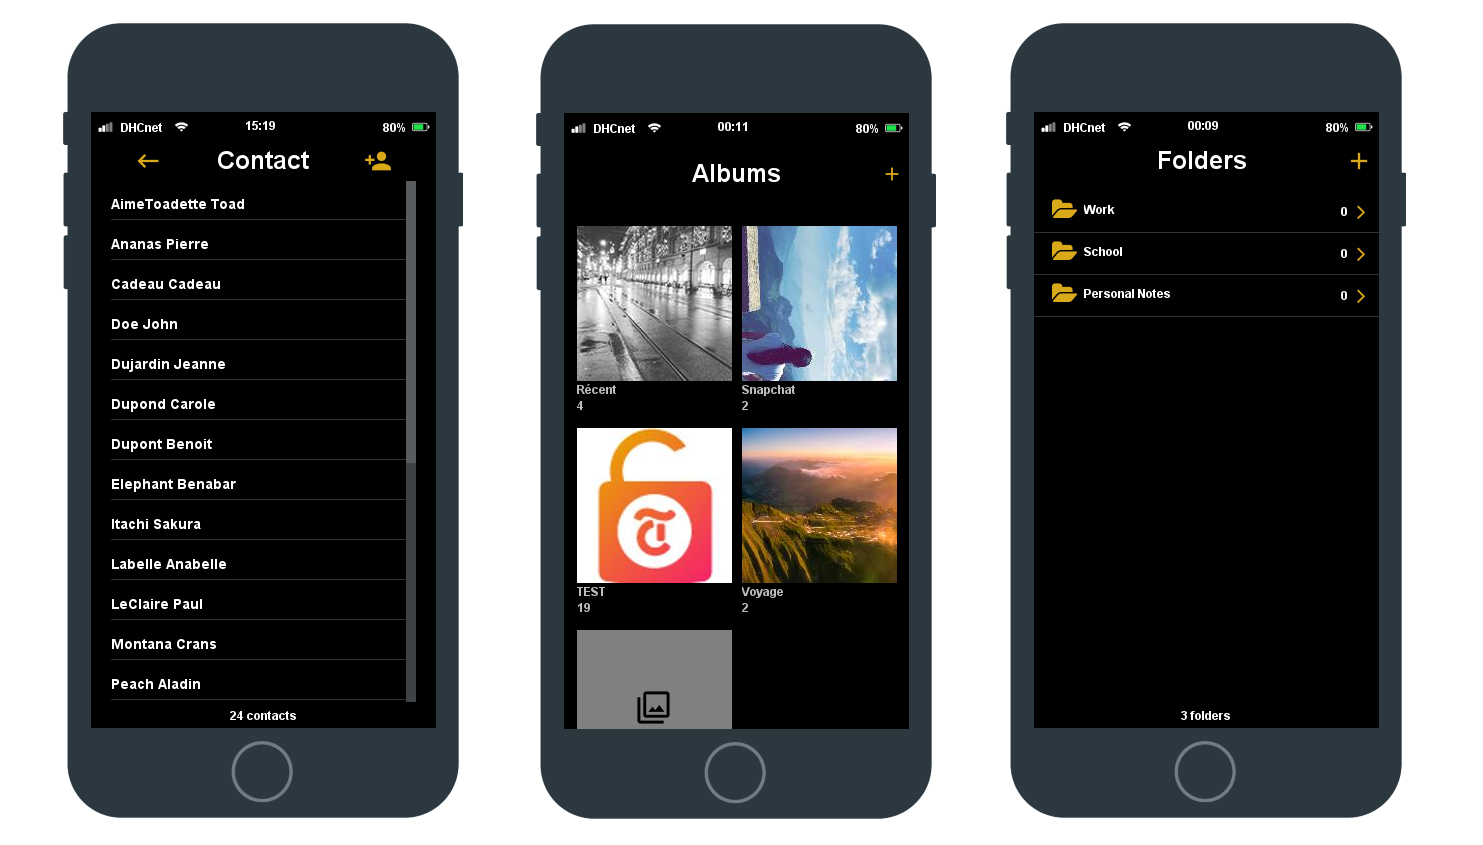 DHCnet 15:19 80%
Contact
AimeToadette Toad
Ananas Pierre
Cadeau Cadeau
Doe John
Dujardin Jeanne
Dupond Carole
Dupont Benoit
Elephant Benabar
Itachi Sakura
Labelle Anabelle
LeClaire Paul
Montana Crans
Peach Aladin
24 contacts
DHCnet 00:11 80%
Albums
Récent
4
Snapchat
2
TEST
19
Voyage
2
DHCnet 00:09 80%
Folders
Work 0
School 0
Personal Notes 0
3 folders